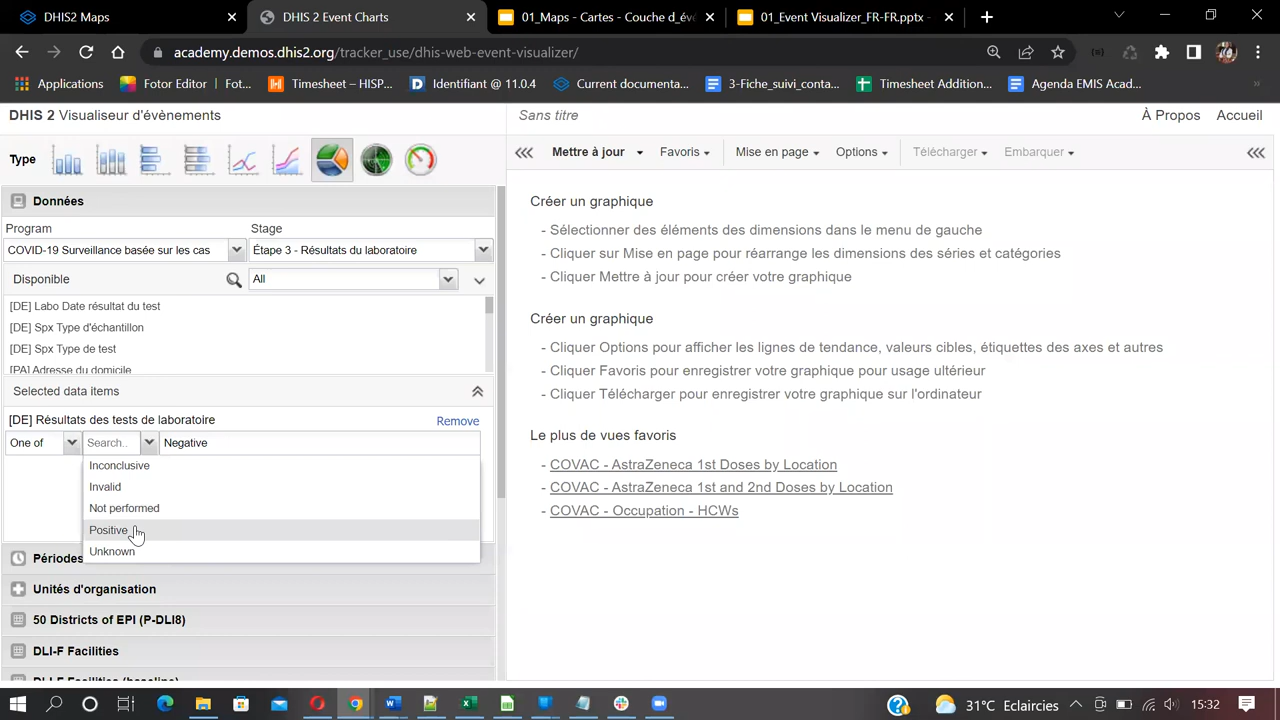 DHIS 2 Maps
DHIS 2 Event Charts
01_Maps - Cartes - Couche d_év
01_Event Visualizer_FR-FR.pptx -
academy.demos.dhis2.org/tracker_use/dhis-web-event-visualizer/
Applications
Fotor Editor | Fot...
Timesheet – HISP...
Identifiant @ 11.0.4
Current documenta...
3-Fiche_suivi_conta...
Timesheet Addition...
Agenda EMIS Acad...
DHIS 2 Visualiseur d'évènements
Sans titre
À Propos
Accueil
Type
Mettre à jour
Favoris
Mise en page
Options
Télécharger
Embarquer
Données
Program
Stage
COVID-19 Surveillance basée sur les cas
Étape 3 - Résultats du laboratoire
Disponible
All
[DE] Labo Date résultat du test
[DE] Spx Type d'échantillon
[DE] Spx Type de test
[PA] Adresse du domicile
Selected data items
[DE] Résultats des tests de laboratoire
Remove
One of
Search..
Negative
Inconclusive
Invalid
Not performed
Positive
Unknown
Périodes
Unités d'organisation
50 Districts of EPI (P-DLI8)
DLI-F Facilities
DLI-F Facilities (baseline)
Créer un graphique
- Sélectionner des éléments des dimensions dans le menu de gauche
- Cliquer sur Mise en page pour réarrange les dimensions des séries et catégories
- Cliquer Mettre à jour pour créer votre graphique
Créer un graphique
- Cliquer Options pour afficher les lignes de tendance, valeurs cibles, étiquettes des axes et autres
- Cliquer Favoris pour enregistrer votre graphique pour usage ultérieur
- Cliquer Télécharger pour enregistrer votre graphique sur l'ordinateur
Le plus de vues favoris
- COVAC - AstraZeneca 1st Doses by Location
- COVAC - AstraZeneca 1st and 2nd Doses by Location
- COVAC - Occupation - HCWs
31°C Eclaircies
15:32